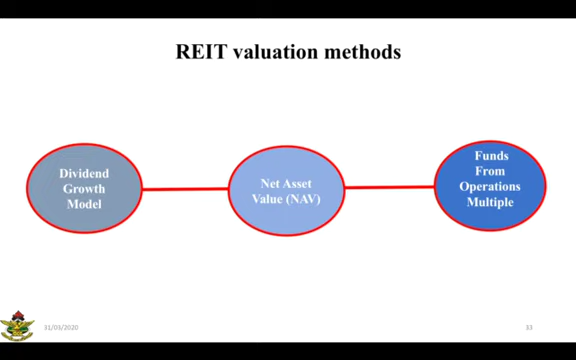 REIT valuation methods
Dividend
Growth
Model
Net Asset
Value (NAV)
Funds
From
Operations
Multiple
31/03/2020
33